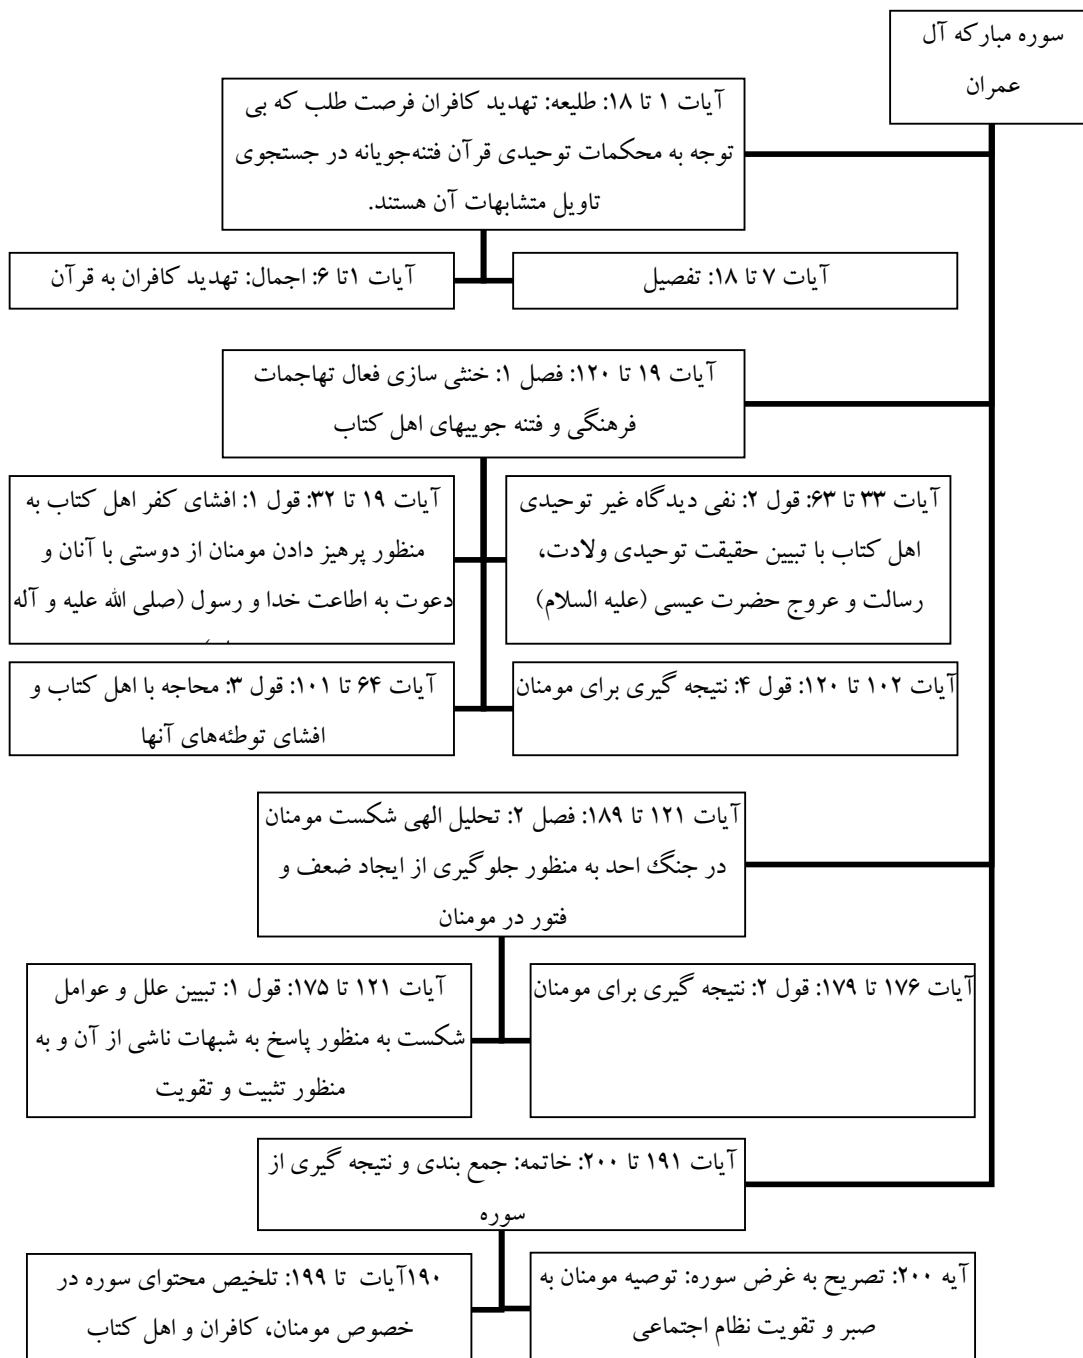 سوره مبارکه آل
عمران
آیات ۱ تا ۱۸: طلیعه: تهدید کافران فرصت طلب که بی
توجه به محکمات توحیدی قرآن فتنه‌جویانه در جستجوی
تاویل متشابهات آن هستند.
آیات ۷ تا ۱۸: تفصیل
آیات ۱تا ۶: اجمال: تهدید کافران به قرآن
آیات ۱۹ تا ۱۲۰: فصل ۱: خنثی سازی فعال تهاجمات
فرهنگی و فتنه جوییهای اهل کتاب
آیات ۳۳ تا ۶۳: قول ۲: نفی دیدگاه غیر توحیدی
اهل کتاب با تبیین حقیقت توحیدی ولادت،
رسالت و عروج حضرت عیسی (علیه السلام)
آیات ۱۹ تا ۳۲: قول ۱: افشای کفر اهل کتاب به
منظور پرهیز دادن مومنان از دوستی با آنان و
دعوت به اطاعت خدا و رسول (صلی الله علیه و آله
آیات ۱۰۲ تا ۱۲۰: قول ۴: نتیجه گیری برای مومنان
آیات ۶۴ تا ۱۰۱: قول ۳: محاجه با اهل کتاب و
افشای توطئه‌های آنها
آیات ۱۲۱ تا ۱۸۹: فصل ۲: تحلیل الهی شکست مومنان
در جنگ احد به منظور جلوگیری از ایجاد ضعف و
فتور در مومنان
آیات ۱۷۶ تا ۱۷۹: قول ۲: نتیجه گیری برای مومنان
آیات ۱۲۱ تا ۱۷۵: قول ۱: تبیین علل و عوامل
شکست به منظور پاسخ به شبهات ناشی از آن و به
منظور تثبیت و تقویت
آیات ۱۹۱ تا ۲۰۰: خاتمه: جمع بندی و نتیجه گیری از
سوره
آیه ۲۰۰: تصریح به غرض سوره: توصیه مومنان به
صبر و تقویت نظام اجتماعی
۱۹۰آیات تا ۱۹۹: تلخیص محتوای سوره در
خصوص مومنان، کافران و اهل کتاب